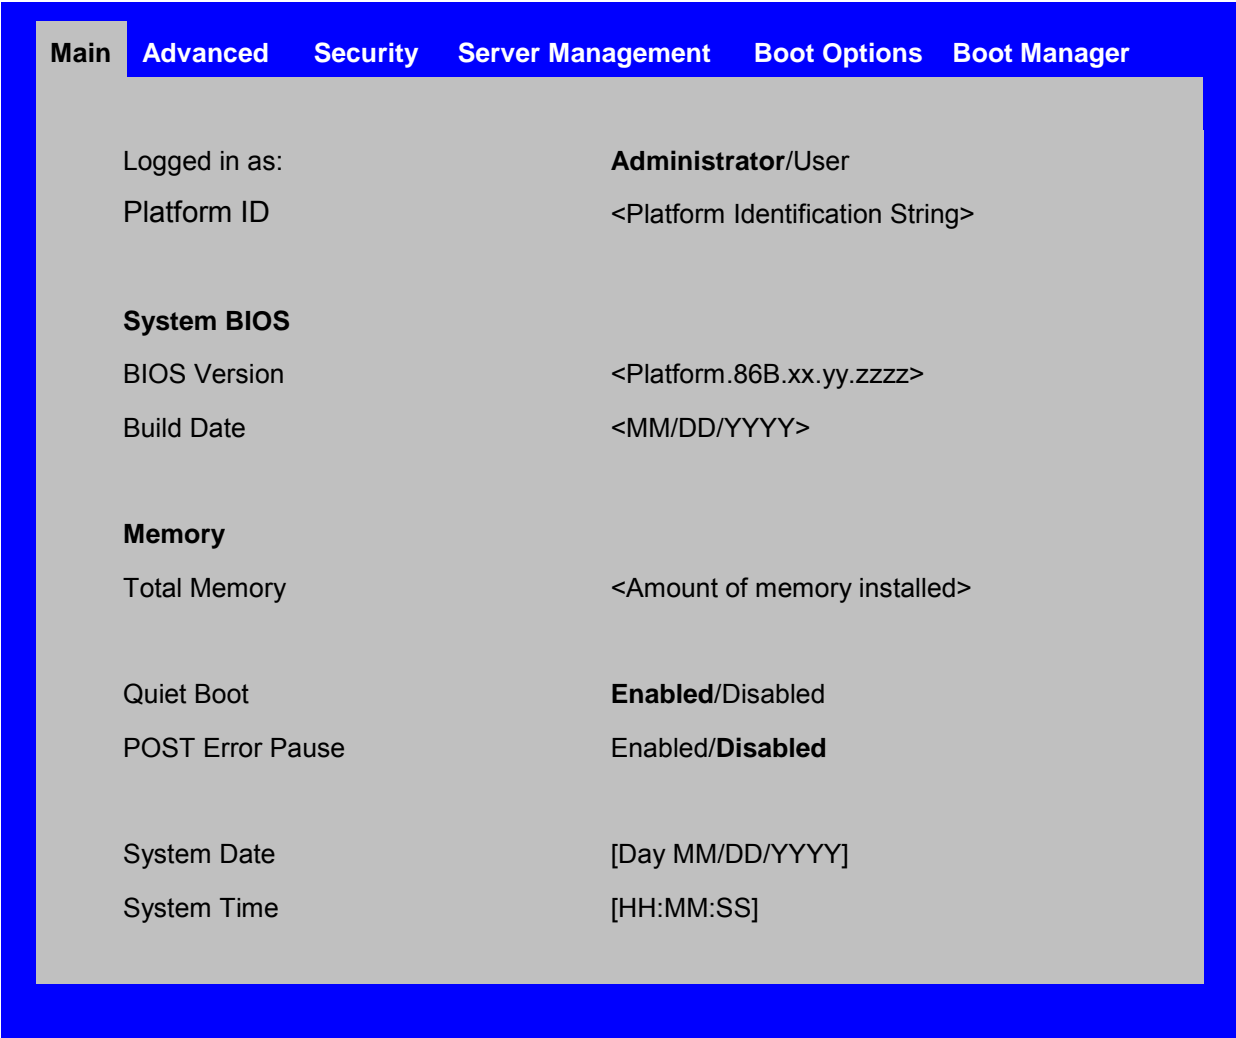 Main Advanced Security Server Management Boot Options Boot Manager
Logged in as: Administrator/User
Platform ID <Platform Identification String>
System BIOS
BIOS Version <Platform.86B.xx.yy.zzzz>
Build Date <MM/DD/YYYY>
Memory
Total Memory <Amount of memory installed>
Quiet Boot Enabled/Disabled
POST Error Pause Enabled/Disabled
System Date [Day MM/DD/YYYY]
System Time [HH:MM:SS]